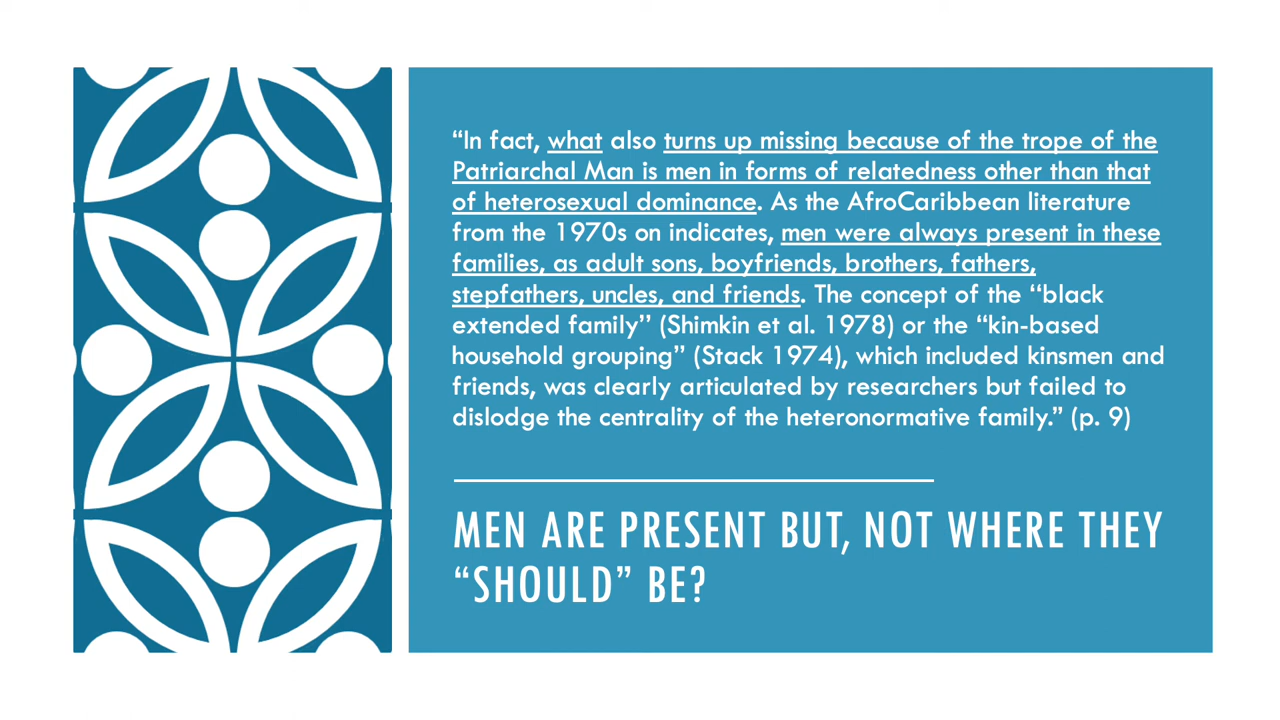 “In fact, what also turns up missing because of the trope of the
Patriarchal Man is men in forms of relatedness other than that
of heterosexual dominance. As the AfroCaribbean literature
from the 1970s on indicates, men were always present in these
families, as adult sons, boyfriends, brothers, fathers,
stepfathers, uncles, and friends. The concept of the “black
extended family” (Shimkin et al. 1978) or the “kin-based
household grouping” (Stack 1974), which included kinsmen and
friends, was clearly articulated by researchers but failed to
dislodge the centrality of the heteronormative family.” (p. 9)
MEN ARE PRESENT BUT, NOT WHERE THEY
“SHOULD” BE?